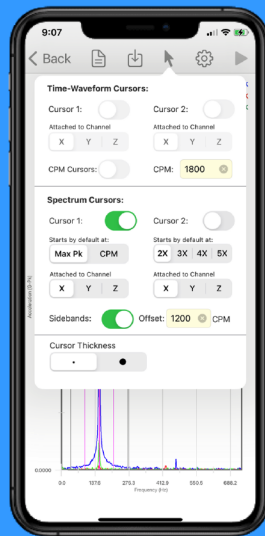 9:07
Back
Time-Waveform Cursors:
Cursor 1: Cursor 2:
Attached to Channel Attached to Channel
X Y Z X Y Z
CPM Cursors: CPM: 1800
Spectrum Cursors:
Cursor 1: Cursor 2:
Starts by default at: Starts by default at:
Max Pk CPM 2X 3X 4X 5X
Attached to Channel Attached to Channel
X Y Z X Y Z
Sidebands: Offset: 1200 CPM
Cursor Thickness
0.0000
0.0 137.6 275.3 412.9 550.5 688.2
Frequency (Hz)